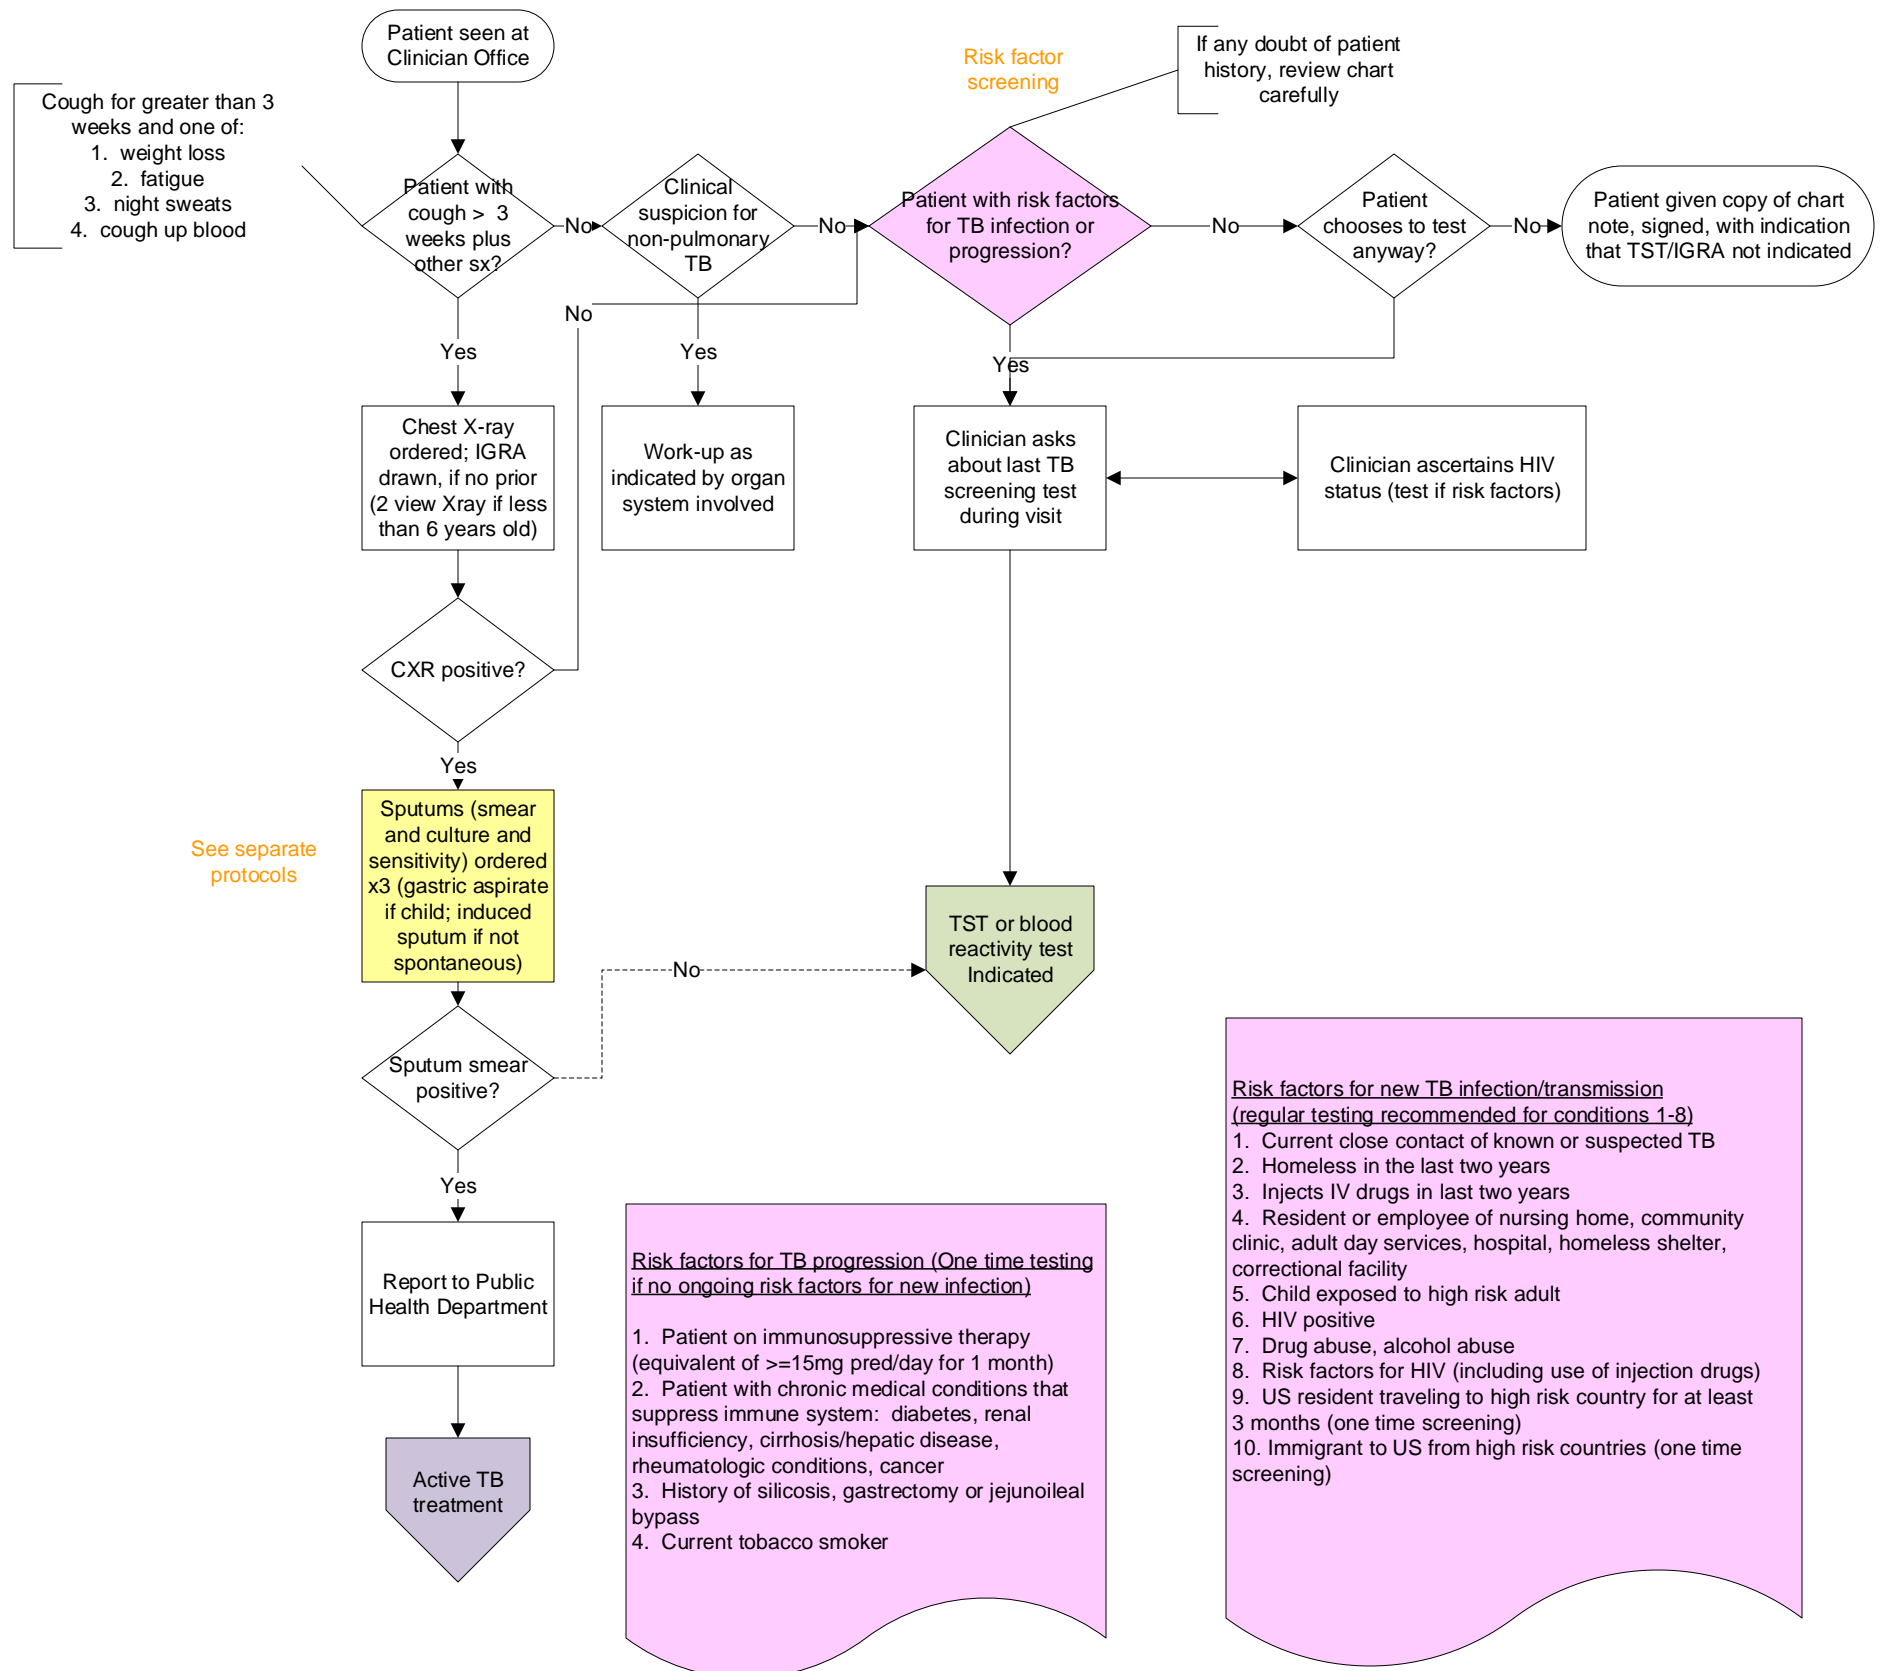 Patient seen at
Clinician Office
Risk factor
screening
If any doubt of patient
history, review chart
carefully
Cough for greater than 3
weeks and one of:
1.  weight loss
2.  fatigue
3.  night sweats
4.  cough up blood
Patient with
cough >  3
weeks plus
other sx?
No
Clinical
suspicion for
non-pulmonary
TB
No
Patient with risk factors
for TB infection or
progression?
No
Patient
chooses to test
anyway?
No
Patient given copy of chart
note, signed, with indication
that TST/IGRA not indicated
No
Yes
Yes
Yes
Chest X-ray
ordered; IGRA
drawn, if no prior
(2 view Xray if less
than 6 years old)
Work-up as
indicated by organ
system involved
Clinician asks
about last TB
screening test
during visit
Clinician ascertains HIV
status (test if risk factors)
CXR positive?
Yes
See separate
protocols
Sputums (smear
and culture and
sensitivity) ordered
x3 (gastric aspirate
if child; induced
sputum if not
spontaneous)
No
TST or blood
reactivity test
Indicated
Sputum smear
positive?
Yes
Report to Public
Health Department
Active TB
treatment
Risk factors for TB progression (One time testing
if no ongoing risk factors for new infection)
1.  Patient on immunosuppressive therapy
(equivalent of >=15mg pred/day for 1 month)
2.  Patient with chronic medical conditions that
suppress immune system:  diabetes, renal
insufficiency, cirrhosis/hepatic disease,
rheumatologic conditions, cancer
3.  History of silicosis, gastrectomy or jejunoileal
bypass
4.  Current tobacco smoker
Risk factors for new TB infection/transmission
(regular testing recommended for conditions 1-8)
1.  Current close contact of known or suspected TB
2.  Homeless in the last two years
3.  Injects IV drugs in last two years
4.  Resident or employee of nursing home, community
clinic, adult day services, hospital, homeless shelter,
correctional facility
5.  Child exposed to high risk adult
6.  HIV positive
7.  Drug abuse, alcohol abuse
8.  Risk factors for HIV (including use of injection drugs)
9.  US resident traveling to high risk country for at least
3 months (one time screening)
10. Immigrant to US from high risk countries (one time
screening)